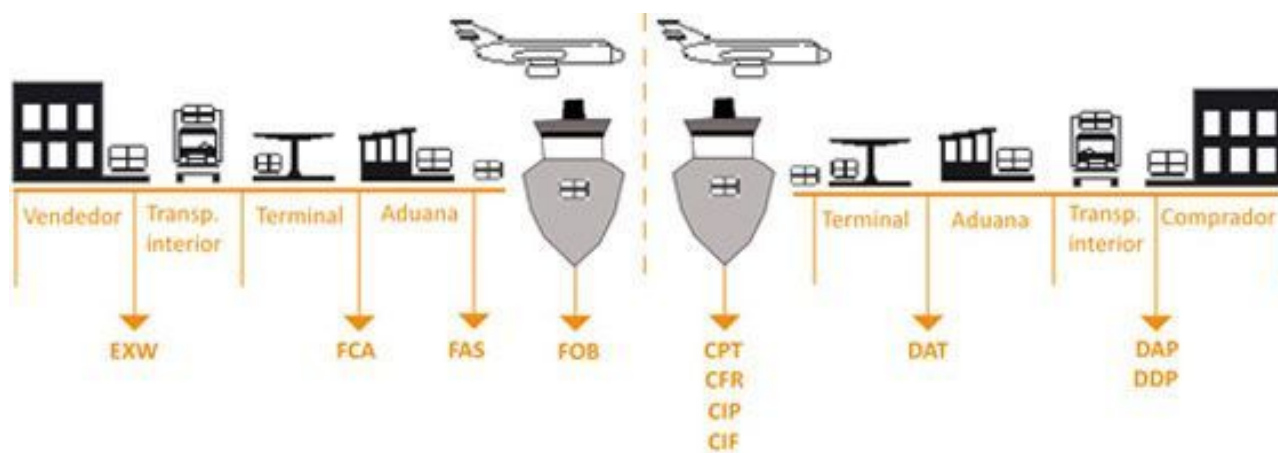 Vendedor
Transp.
interior
Terminal
Aduana
Terminal
Aduana
Transp.
interior
Comprador
EXW
FCA
FAS
FOB
CPT
CFR
CIP
CIF
DAT
DAP
DDP